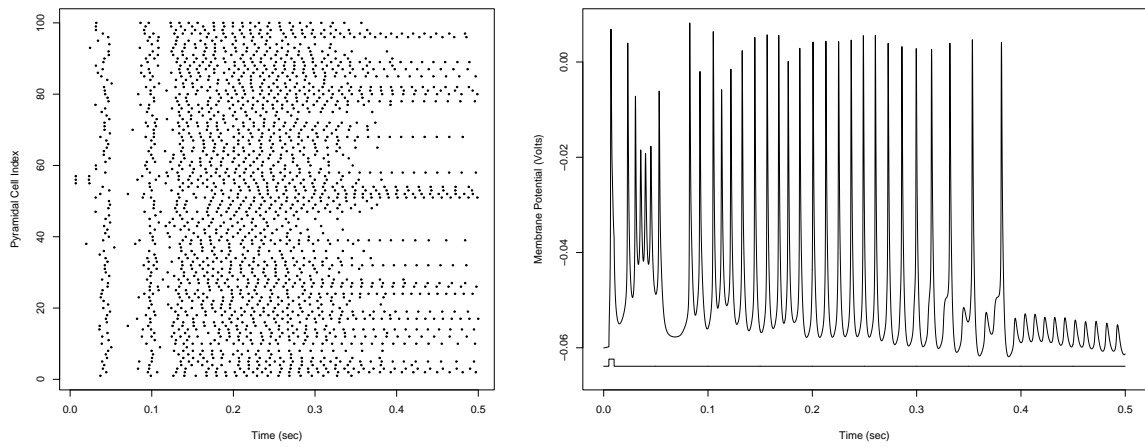 100
80
60
40
20
0
Pyramidal Cell Index
0.0 0.1 0.2 0.3 0.4 0.5
Time (sec)
0.00
−0.02
−0.04
−0.06
Membrane Potential (Volts)
0.0 0.1 0.2 0.3 0.4 0.5
Time (sec)